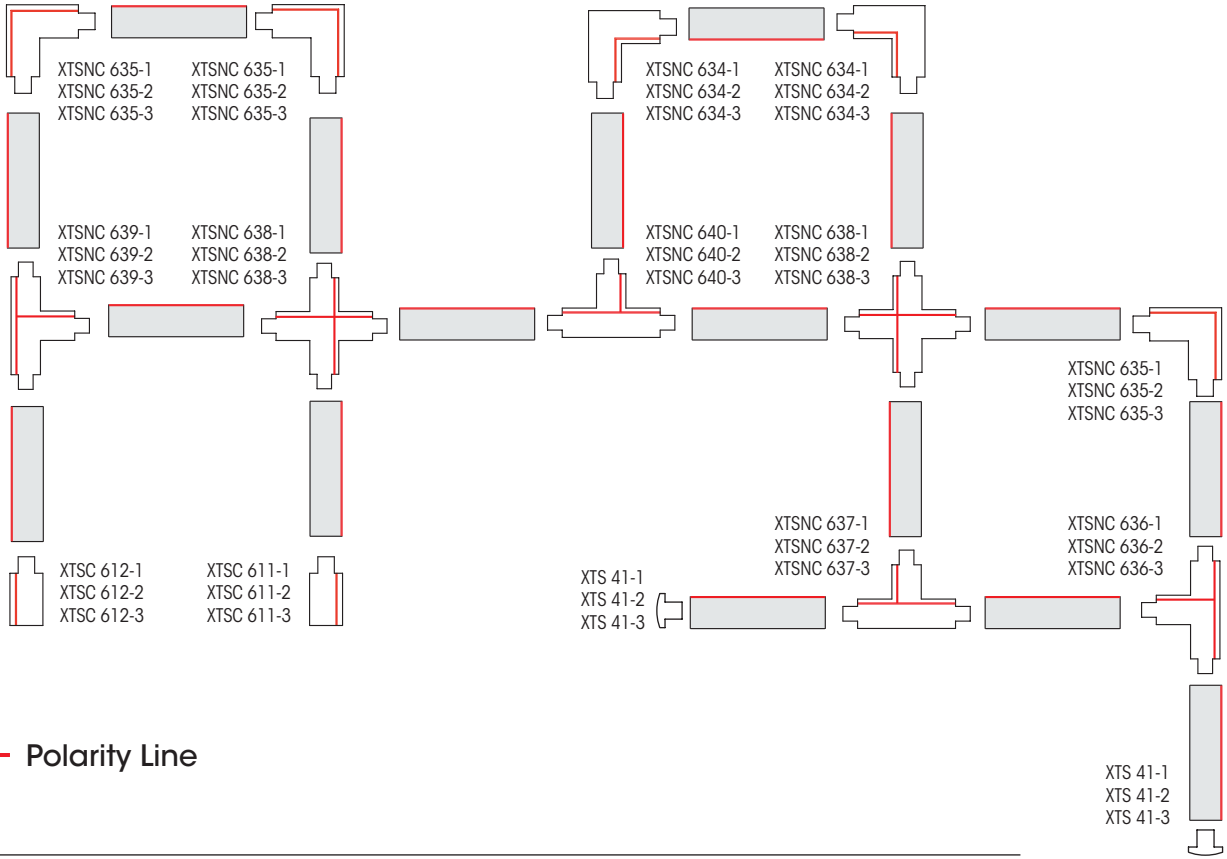 XTSNC 635-1
XTSNC 635-2
XTSNC 635-3
XTSNC 635-1
XTSNC 635-2
XTSNC 635-3
XTSNC 634-1
XTSNC 634-2
XTSNC 634-3
XTSNC 634-1
XTSNC 634-2
XTSNC 634-3
XTSNC 639-1
XTSNC 639-2
XTSNC 639-3
XTSNC 638-1
XTSNC 638-2
XTSNC 638-3
XTSNC 640-1
XTSNC 640-2
XTSNC 640-3
XTSNC 638-1
XTSNC 638-2
XTSNC 638-3
XTSNC 635-1
XTSNC 635-2
XTSNC 635-3
XTSC 612-1
XTSC 612-2
XTSC 612-3
XTSC 611-1
XTSC 611-2
XTSC 611-3
XTS 41-1
XTS 41-2
XTS 41-3
XTSNC 637-1
XTSNC 637-2
XTSNC 637-3
XTSNC 636-1
XTSNC 636-2
XTSNC 636-3
Polarity Line
XTS 41-1
XTS 41-2
XTS 41-3